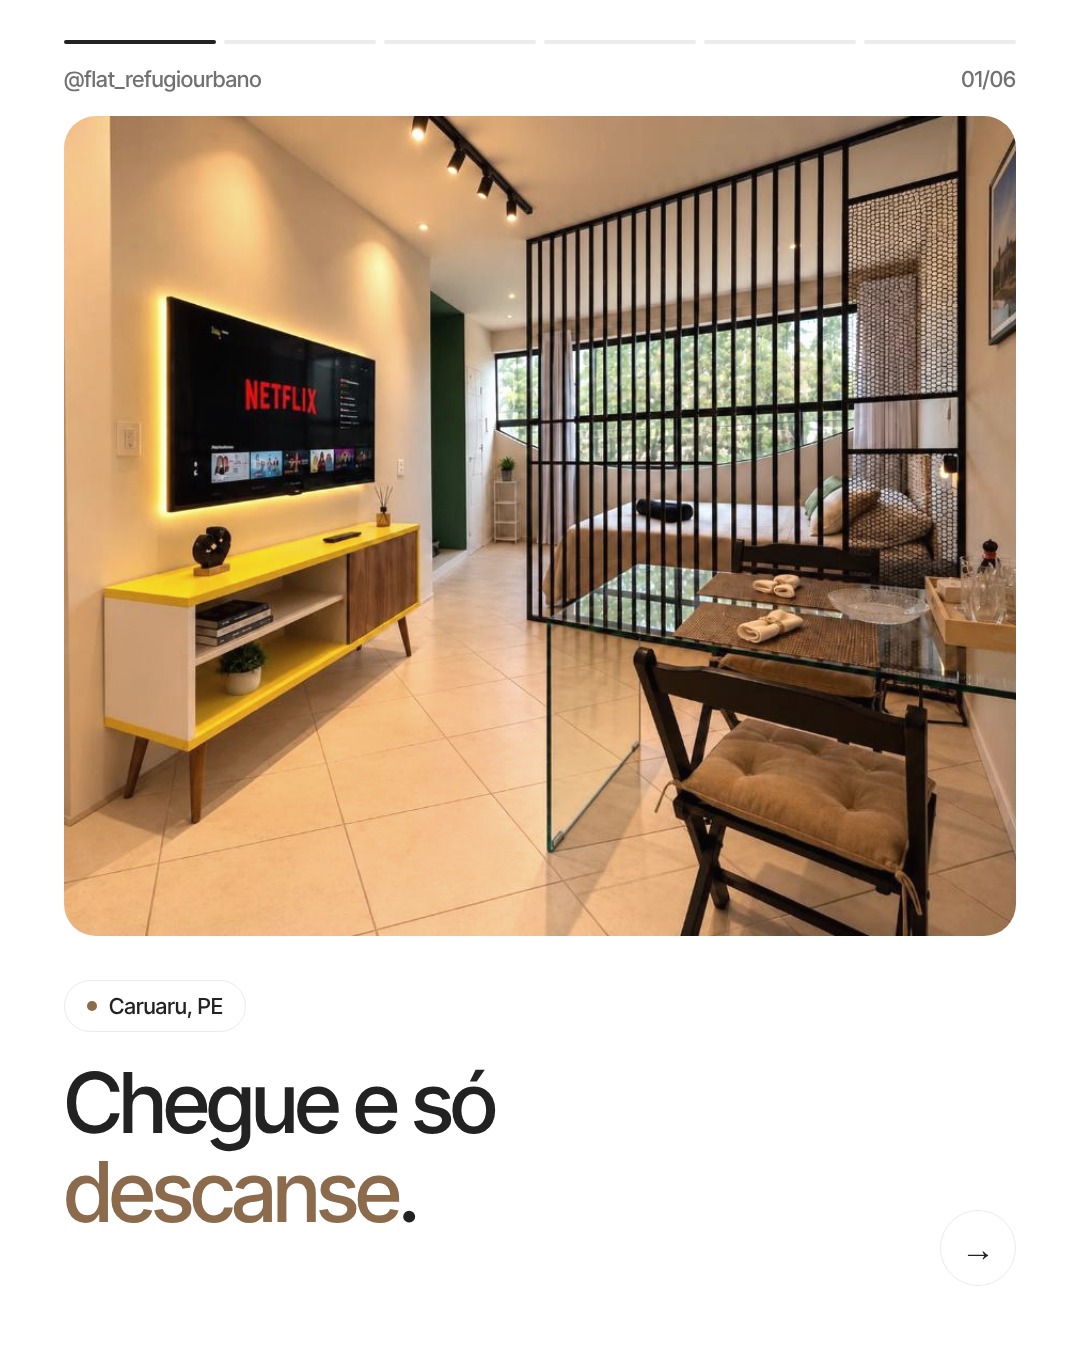 @flat_refugiourbano
01/06
NETFLIX
Caruaru, PE
Chegue e só
descanse.
→